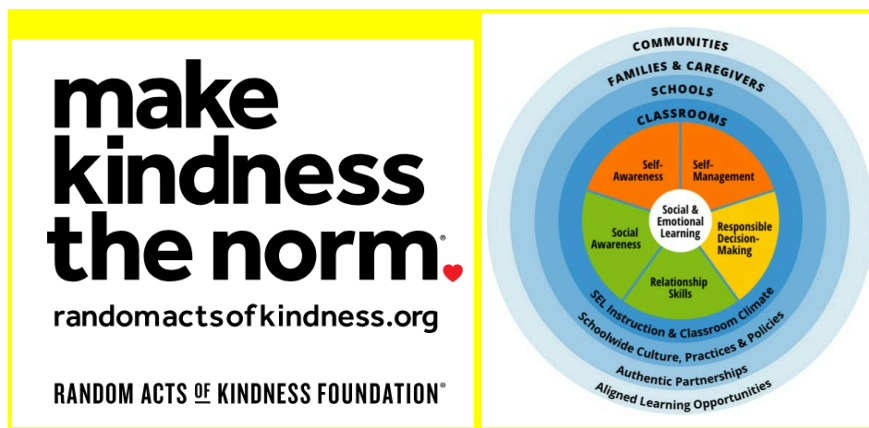 make
kindness
the norm®
randomactsofkindness.org
RANDOM ACTS OF KINDNESS FOUNDATION®
COMMUNITIES
FAMILIES & CAREGIVERS
SCHOOLS
CLASSROOMS
Self-
Awareness
Self-
Management
Social &
Emotional
Learning
Social
Awareness
Responsible
Decision-
Making
Relationship
Skills
SEL Instruction & Classroom Climate
Schoolwide Culture, Practices & Policies
Authentic Partnerships
Aligned Learning Opportunities